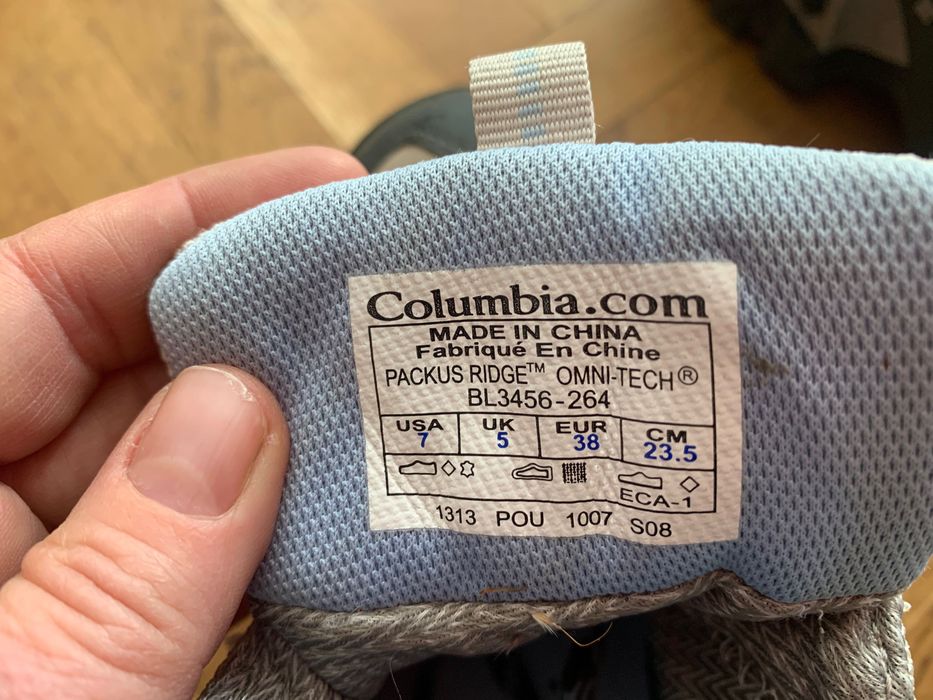 Columbia.com
MADE IN CHINA
Fabriqué En Chine
PACKUS RIDGE™ OMNI-TECH®
BL3456-264
USA UK EUR CM
7 5 38 23.5
ECA-1
1313 POU 1007 S08